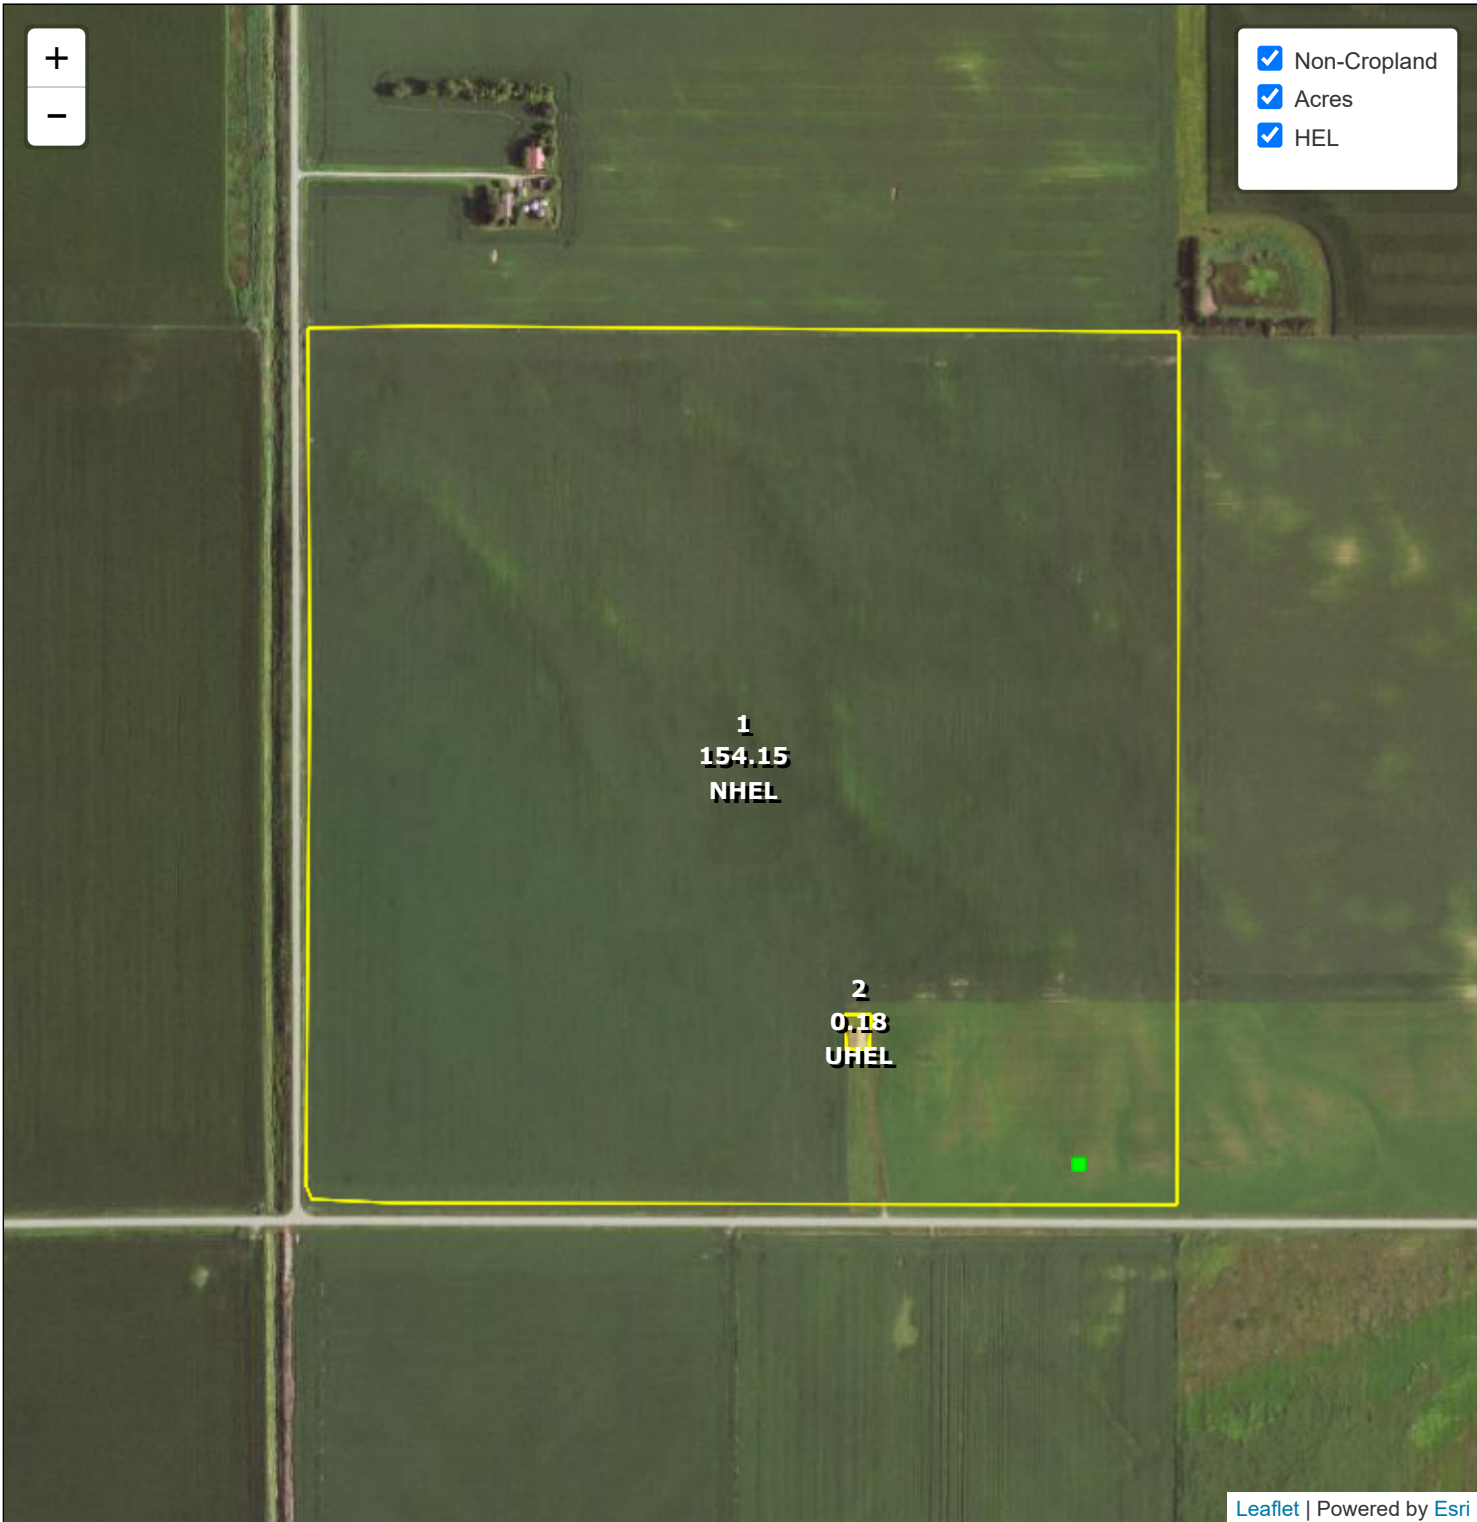 +
−
Non-Cropland
Acres
HEL
1
154.15
NHEL
2
0.18
UHEL
Leaflet | Powered by Esri